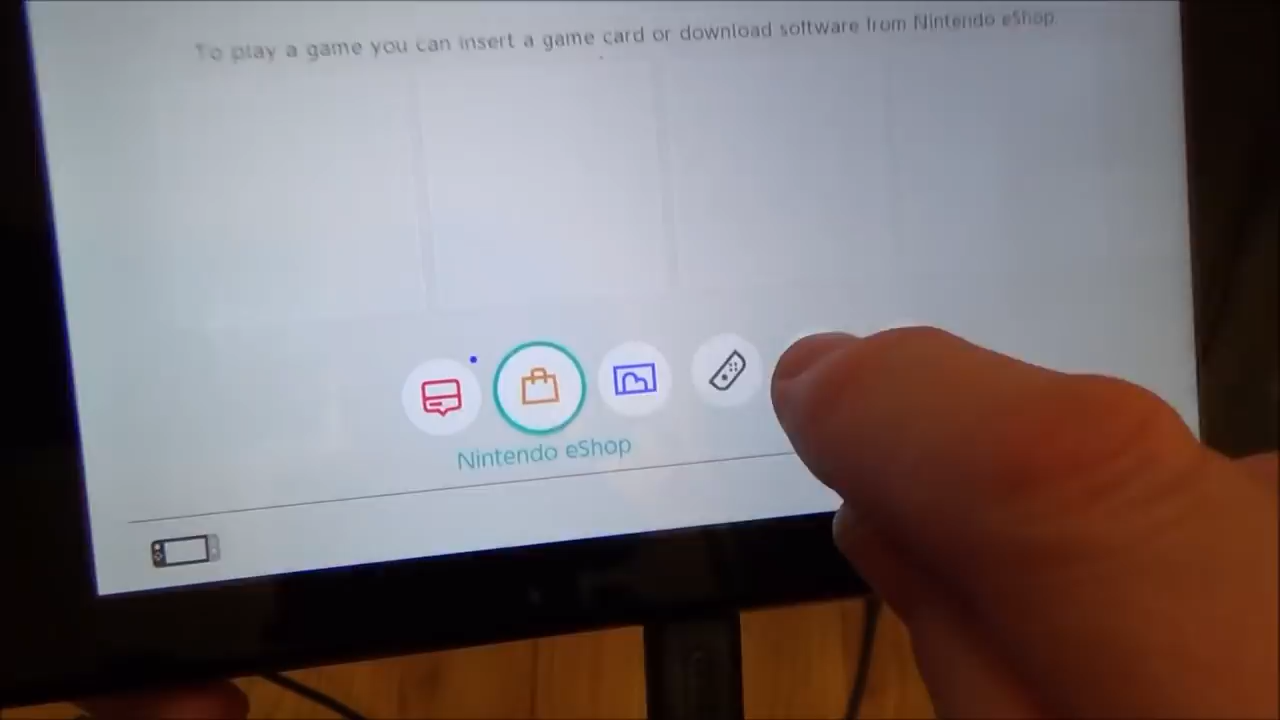 To play a game you can insert a game card or download software from Nintendo eShop.
Nintendo eShop